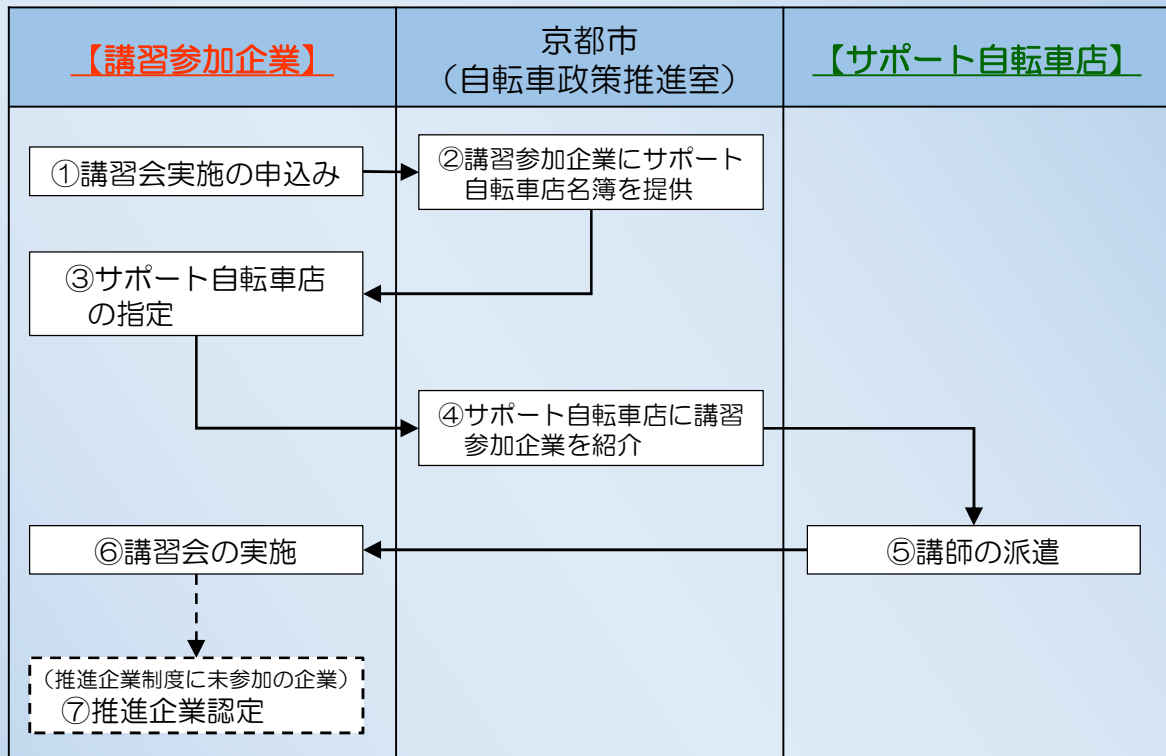 【講習参加企業】
京都市
（自転車政策推進室）
【サポート自転車店】
①講習会実施の申込み
②講習参加企業にサポート
自転車店名簿を提供
③サポート自転車店
の指定
④サポート自転車店に講習
参加企業を紹介
⑤講師の派遣
⑥講習会の実施
（推進企業制度に未参加の企業）
⑦推進企業認定